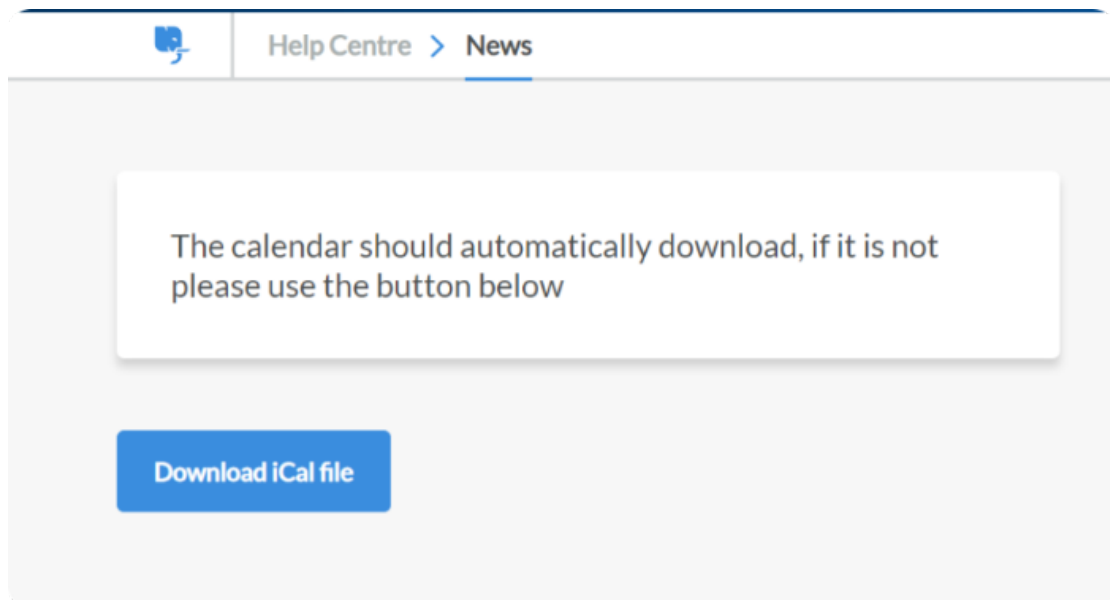 Help Centre > News
The calendar should automatically download, if it is not
please use the button below
Download iCal file